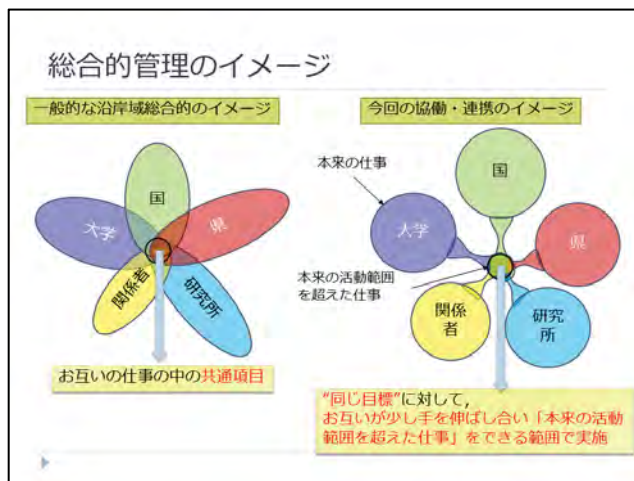 総合的管理のイメージ
一般的な沿岸域総合的のイメージ
国
大学
県
関係者
研究所
お互いの仕事の中の共通項目
今回の協働・連携のイメージ
本来の仕事
国
大学
県
本来の活動範囲
を超えた仕事
関係
者
研究
所
“同じ目標”に対して,
お互いが少し手を伸ばし合い「本来の活動
範囲を超えた仕事」をできる範囲で実施